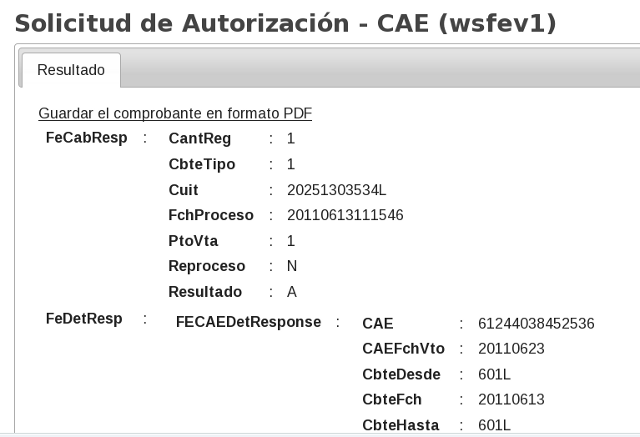 Solicitud de Autorización - CAE (wsfev1)
Resultado
Guardar el comprobante en formato PDF
FeCabResp : CantReg : 1
CbteTipo : 1
Cuit : 20251303534L
FchProceso : 20110613111546
PtoVta : 1
Reproceso : N
Resultado : A
FeDetResp : FECAEDetResponse : CAE : 61244038452536
CAEFchVto : 20110623
CbteDesde : 601L
CbteFch : 20110613
CbteHasta : 601L